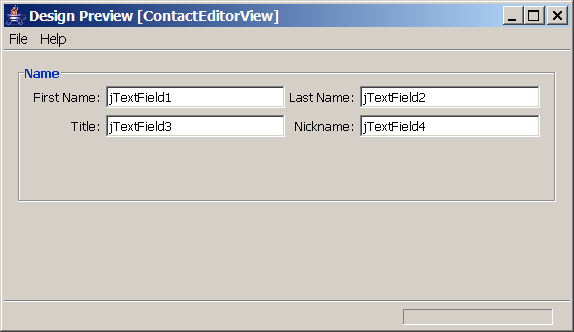 Design Preview [ContactEditorView]
File Help
Name
First Name: jTextField1 Last Name: jTextField2
Title: jTextField3 Nickname: jTextField4